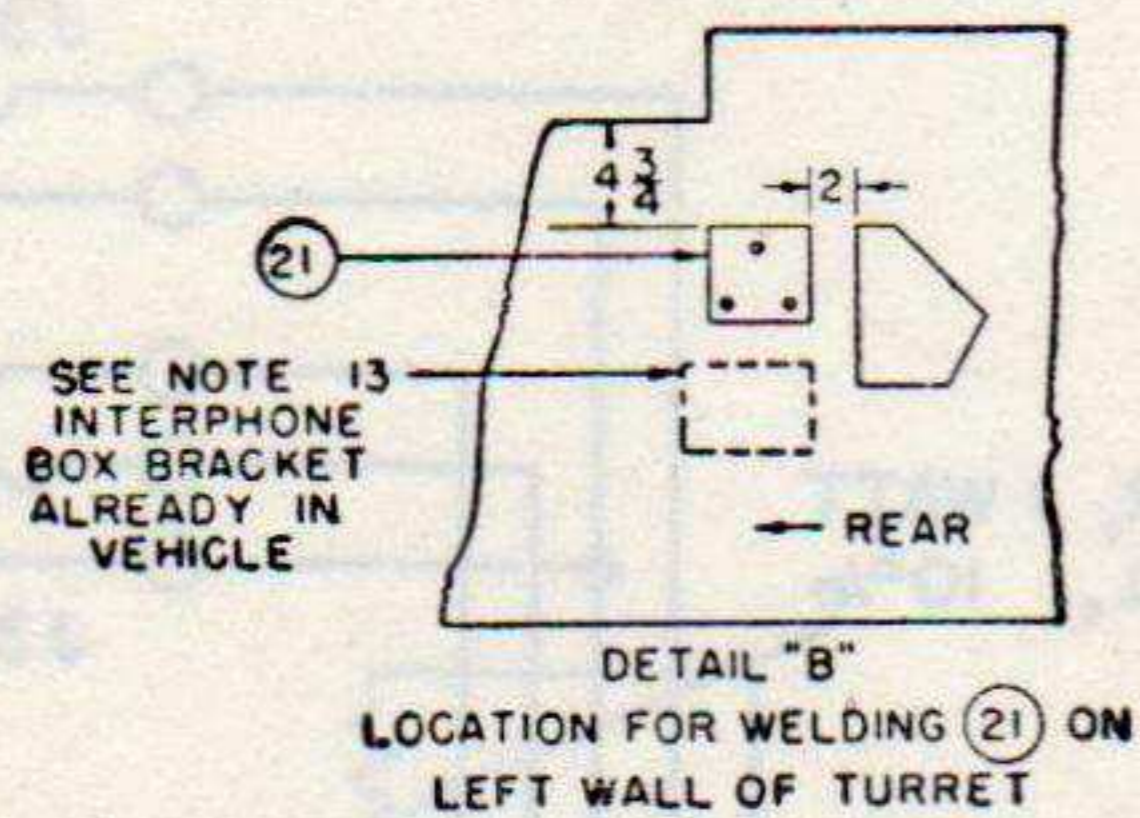 4 3/4
2
21
SEE NOTE 13
INTERPHONE
BOX BRACKET
ALREADY IN
VEHICLE
REAR
DETAIL "B"
LOCATION FOR WELDING 21 ON
LEFT WALL OF TURRET